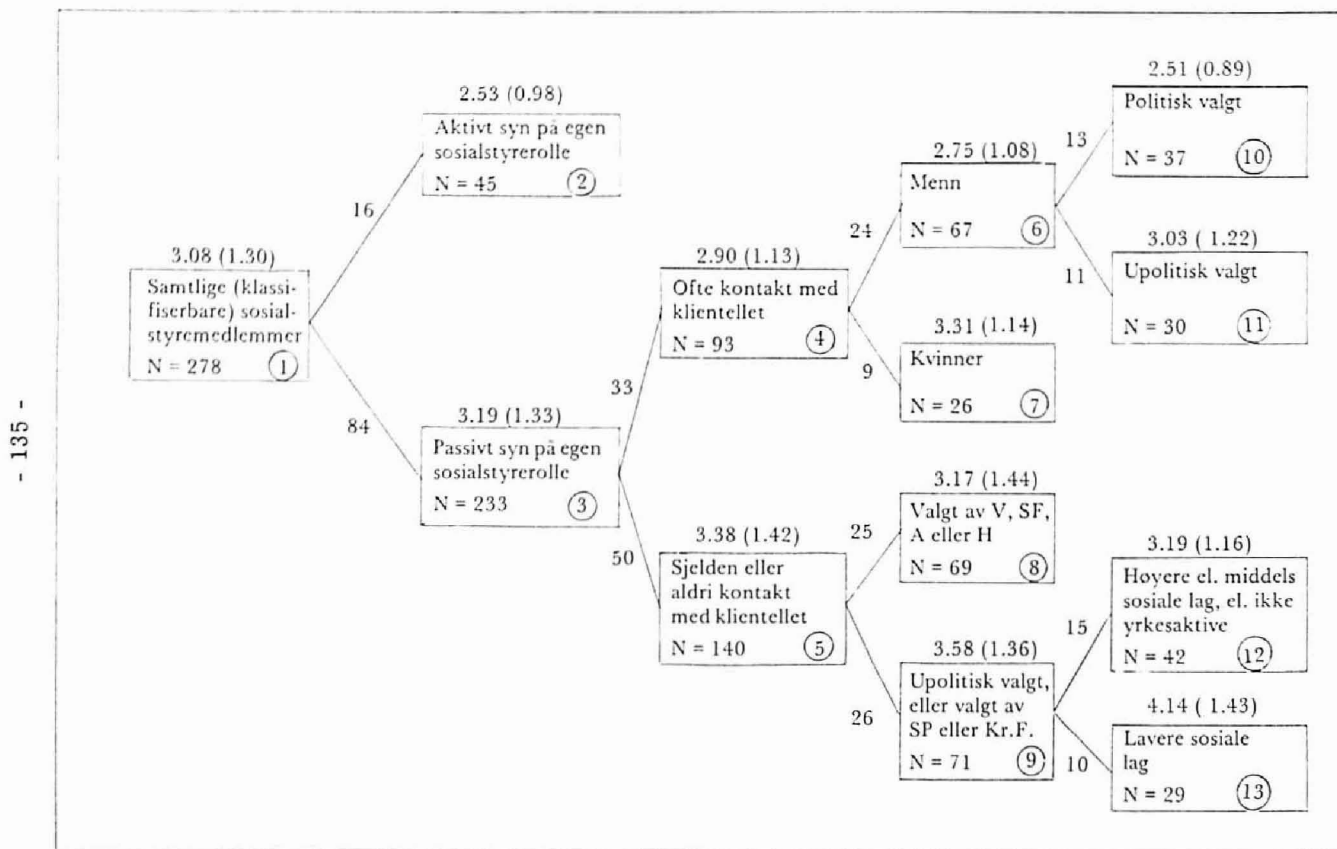 2.53 (0.98)
Aktivt syn på egen
sosialstyrerolle
N = 45 2
16
3.08 (1.30)
Samtlige (klassi-
fiserbare) sosial-
styremedlemmer
N = 278 1
84
3.19 (1.33)
Passivt syn på egen
sosialstyrerolle
N = 233 3
33
2.90 (1.13)
Ofte kontakt med
klientellet
N = 93 4
50
3.38 (1.42)
Sjelden eller
aldri kontakt
med klientellet
N = 140 5
24
2.75 (1.08)
Menn
N = 67 6
9
3.31 (1.14)
Kvinner
N = 26 7
25
3.17 (1.44)
Valgt av V, SF,
A eller H
N = 69 8
26
3.58 (1.36)
Upolitisk valgt,
eller valgt av
SP eller Kr.F.
N = 71 9
13
2.51 (0.89)
Politisk valgt
N = 37 10
11
3.03 ( 1.22)
Upolitisk valgt
N = 30 11
15
3.19 (1.16)
Høyere el. middels
sosiale lag, el. ikke
yrkesaktive
N = 42 12
10
4.14 ( 1.43)
Lavere sosiale
lag
N = 29 13
- 135 -